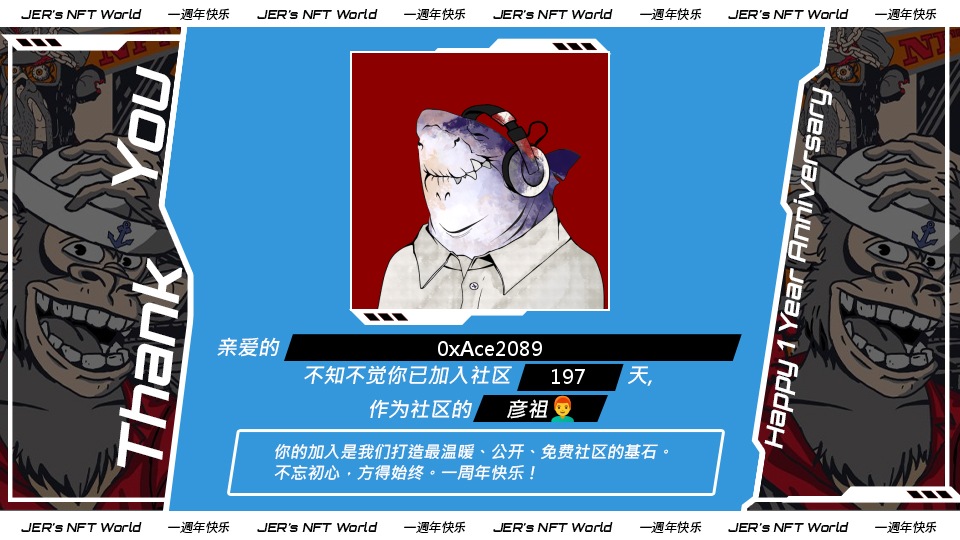 JER's NFT World 一週年快乐 JER's NFT World 一週年快乐 JER's NFT World 一週年快乐 JER's NFT World 一週年快乐
Thank You
亲爱的 0xAce2089
不知不觉你已加入社区 197 天,
作为社区的 彦祖👨‍🦰
你的加入是我们打造最温暖、公开、免费社区的基石。
不忘初心，方得始终。一周年快乐！
Happy 1 Year Anniversary
JER's NFT World 一週年快乐 JER's NFT World 一週年快乐 JER's NFT World 一週年快乐 JER's NFT World 一週年快乐